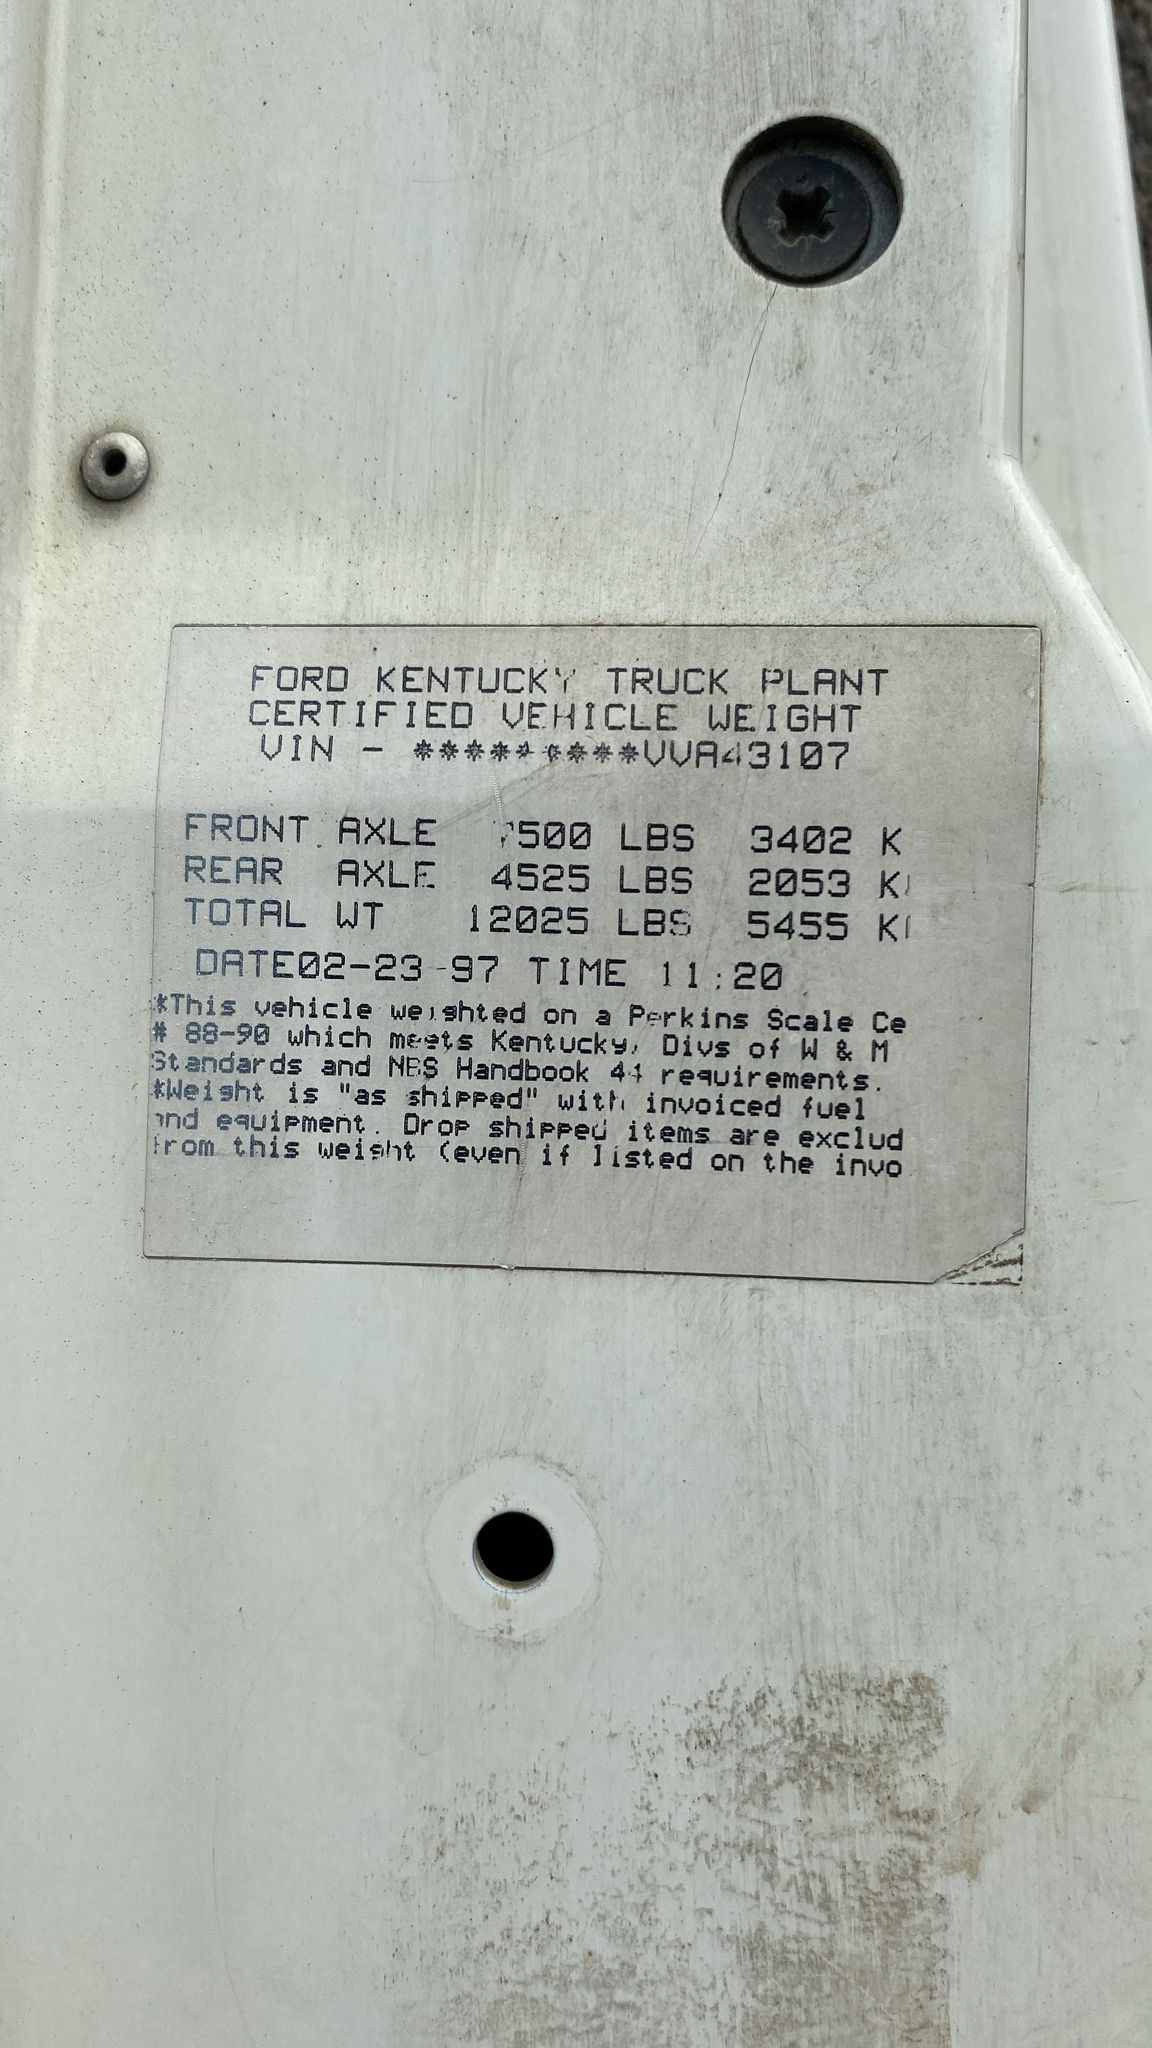 FORD KENTUCKY TRUCK PLANT
CERTIFIED VEHICLE WEIGHT
VIN - *********VVA43107
FRONT AXLE 7500 LBS 3402 K
REAR AXLE 4525 LBS 2053 K
TOTAL WT 12025 LBS 5455 K
DATE02-23-97 TIME 11:20
*This vehicle weighted on a Perkins Scale Ce
# 88-90 which meets Kentucky, Divs of W & M
Standards and NBS Handbook 44 requirements.
*Weight is "as shipped" with invoiced fuel
and equipment. Drop shipped items are exclud
from this weight (even if listed on the invo